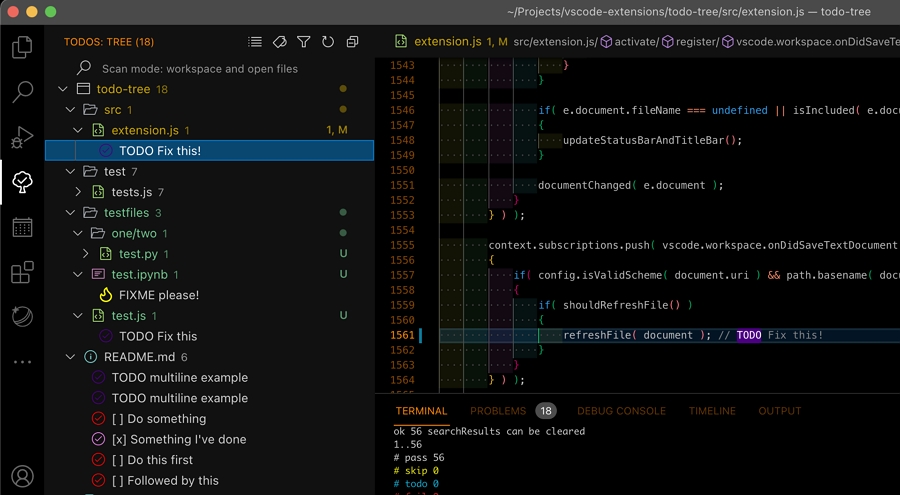 ~/Projects/vscode-extensions/todo-tree/src/extension.js — todo-tree
TODOS: TREE (18)
Scan mode: workspace and open files
todo-tree 18
src 1
extension.js 1 1, M
TODO Fix this!
test 7
tests.js 7
testfiles 3
one/two
test.py 1 U
test.ipynb 1 U
FIXME please!
test.js 1 U
TODO Fix this
README.md 6
TODO multiline example
TODO multiline example
[ ] Do something
[x] Something I've done
[ ] Do this first
[ ] Followed by this
extension.js 1, M src/extension.js/ activate/ register/ vscode.workspace.onDidSaveTex
1543 }
1544 }
1545
1546 if( e.document.fileName === undefined || isIncluded( e.docu
1547 {
1548 updateStatusBarAndTitleBar();
1549 }
1550
1551 documentChanged( e.document );
1552 }
1553 } ) );
1554
1555 context.subscriptions.push( vscode.workspace.onDidSaveTextDocument
1556 {
1557 if( config.isValidScheme( document.uri ) && path.basename( docu
1558 {
1559 if( shouldRefreshFile() )
1560 {
1561 refreshFile( document ); // TODO Fix this!
1562 }
1563 }
1564 } ) );
TERMINAL PROBLEMS 18 DEBUG CONSOLE TIMELINE OUTPUT
ok 56 searchResults can be cleared
1..56
# pass 56
# skip 0
# todo 0